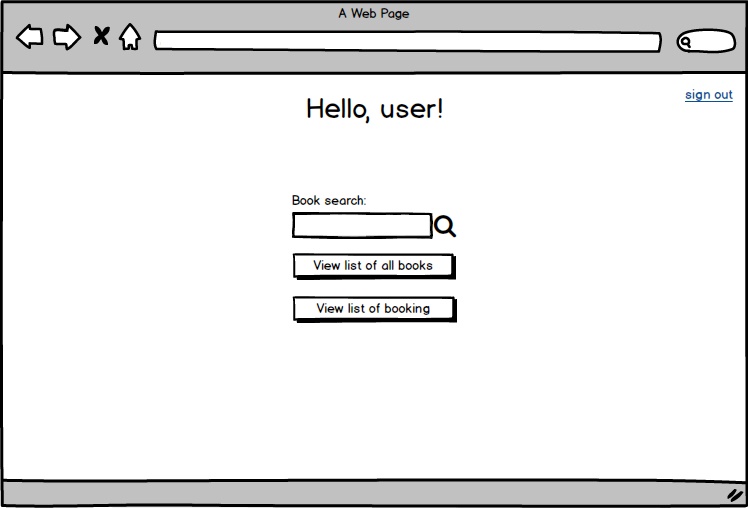 A Web Page
sign out
Hello, user!
Book search:
View list of all books
View list of booking